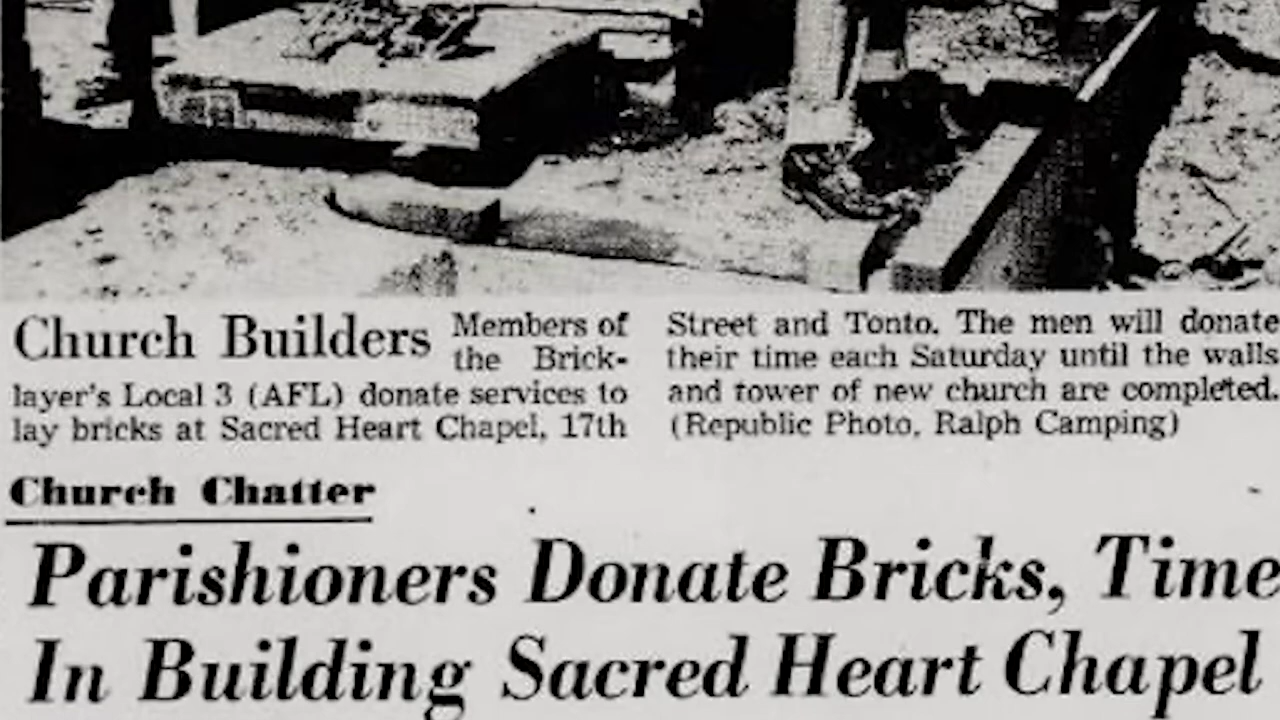 Church Builders Members of
the Brick-
layer's Local 3 (AFL) donate services to
lay bricks at Sacred Heart Chapel, 17th
Street and Tonto. The men will donate
their time each Saturday until the walls
and tower of new church are completed.
(Republic Photo, Ralph Camping)
Church Chatter
Parishioners Donate Bricks, Time
In Building Sacred Heart Chapel